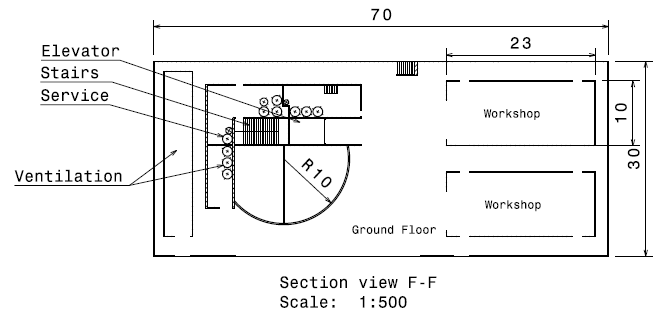 70
Elevator
23
Stairs
Service
Workshop
10
30
R10
Ventilation
Workshop
Ground Floor
Section view F-F
Scale: 1:500